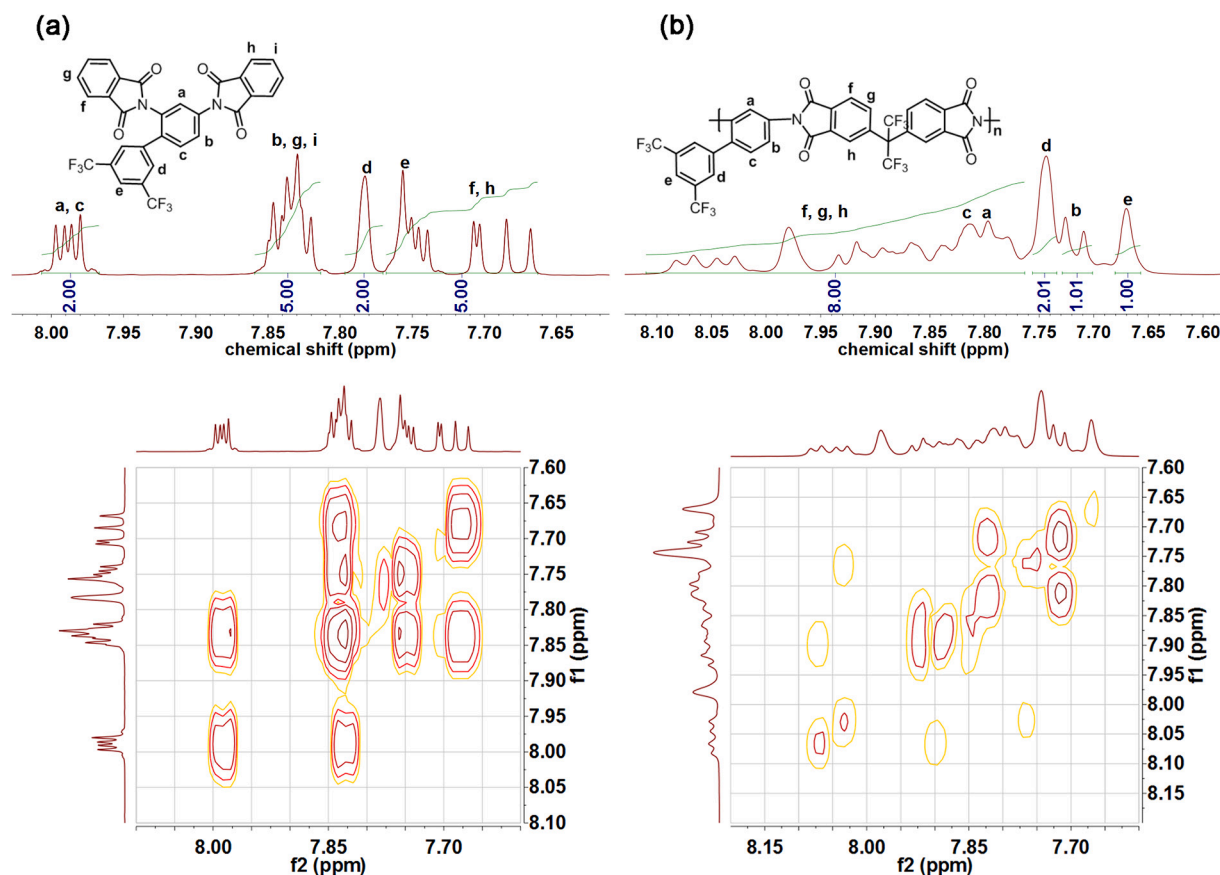 (a)
h
i
g
a
f
O
O
O
O
N
N
O
O
O
O
c
b
F₃C
d
e
CF₃
a, c
b, g, i
d
e
f, h
2.00
5.00
2.00
5.00
8.00 7.95 7.90 7.85 7.80 7.75 7.70 7.65
chemical shift (ppm)
(b)
a
f
g
O
O
N
CF₃
N
n
O
O
c
b
h
CF₃
F₃C
d
e
CF₃
f, g, h
c
a
d
b
e
8.00
2.01
1.01
1.00
8.10 8.05 8.00 7.95 7.90 7.85 7.80 7.75 7.70 7.65 7.60
chemical shift (ppm)
7.60
7.65
7.70
7.75
7.80
7.85
7.90
7.95
8.00
8.05
8.10
f1 (ppm)
8.00 7.85 7.70
f2 (ppm)
7.60
7.65
7.70
7.75
7.80
7.85
7.90
7.95
8.00
8.05
8.10
8.15
f1 (ppm)
8.15 8.00 7.85 7.70
f2 (ppm)